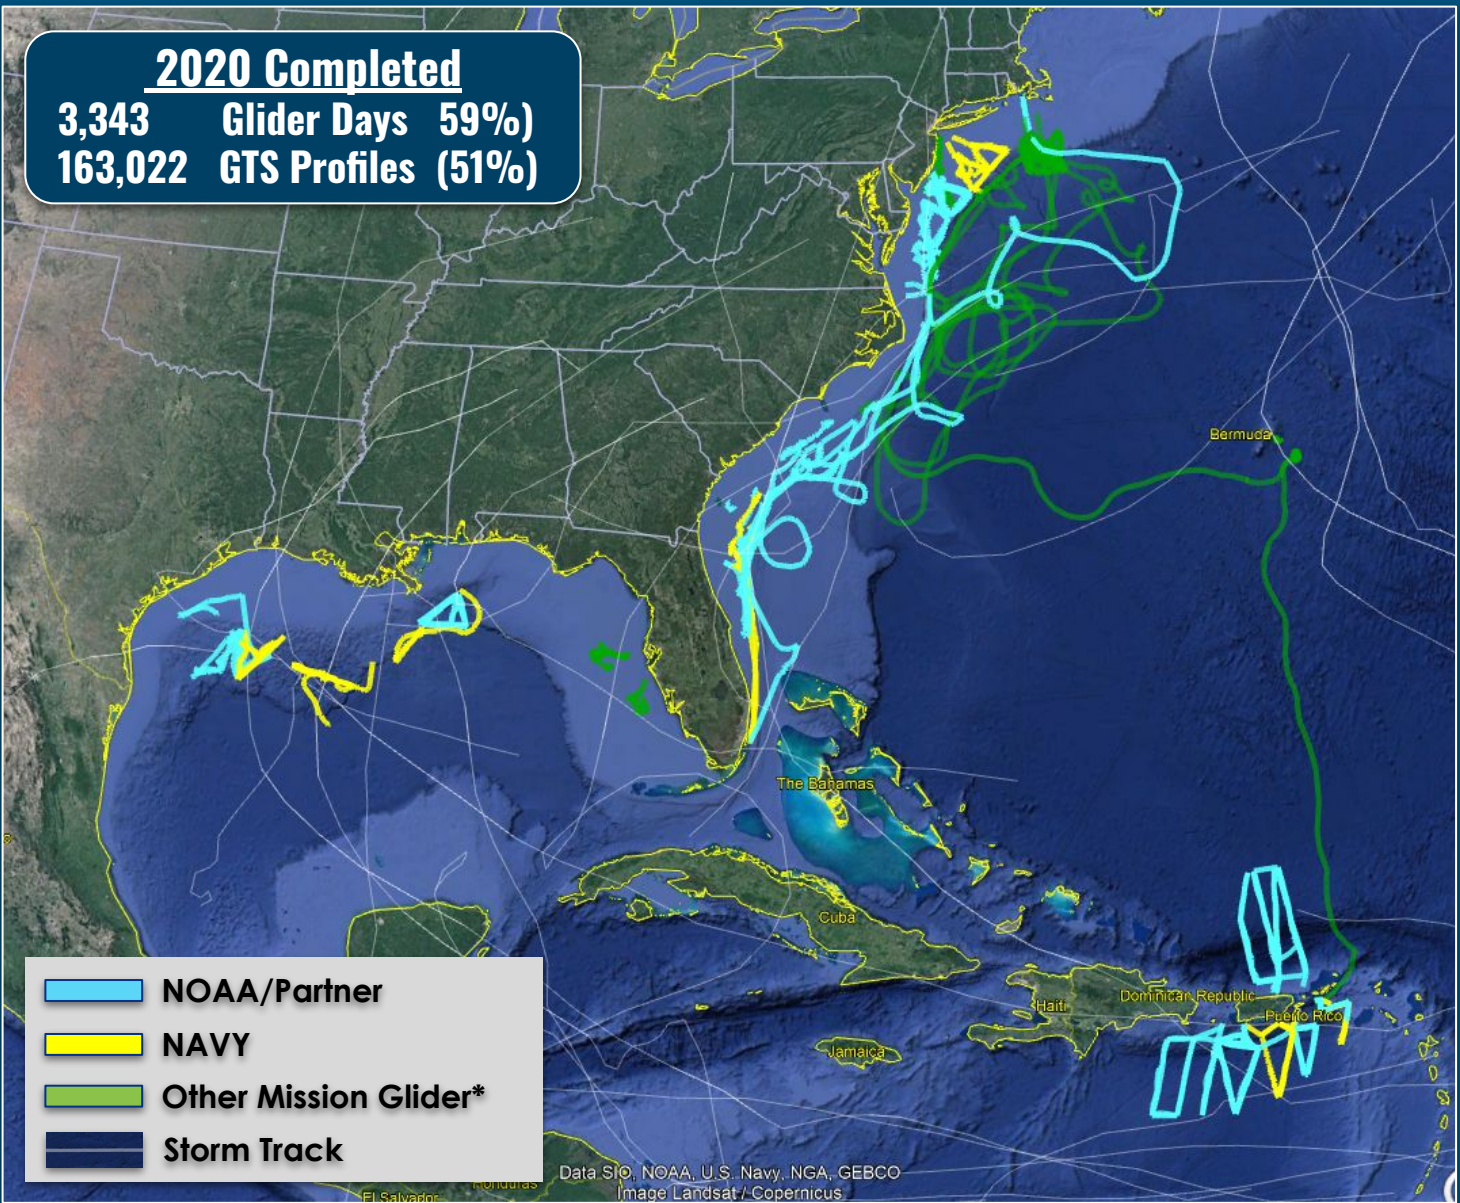 2020 Completed
3,343 Glider Days 59%)
163,022 GTS Profiles (51%)
Bermuda
The Bahamas
Cuba
Haiti
Dominican Republic
Puerto Rico
Jamaica
NOAA/Partner
NAVY
Other Mission Glider*
Storm Track
Data SIO, NOAA, U.S. Navy, NGA, GEBCO
Image Landsat / Copernicus
Honduras
El Salvador